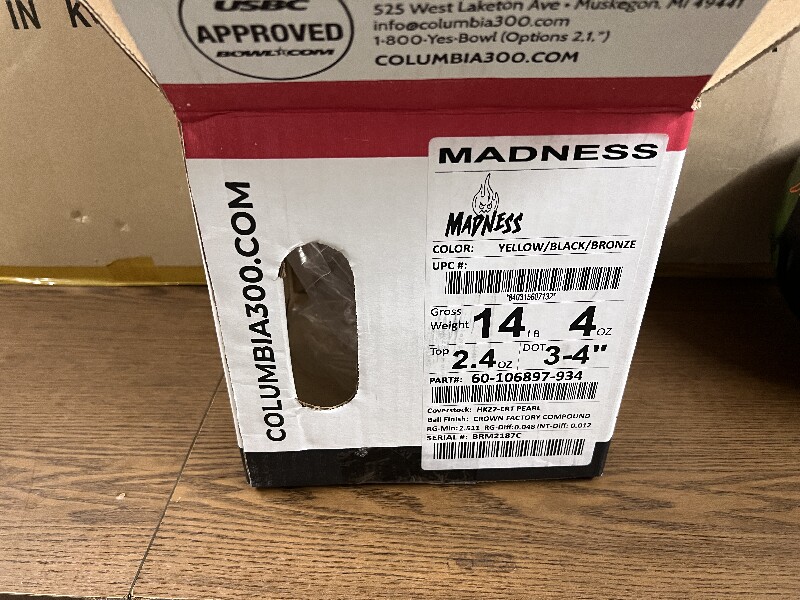 IN
USBC
APPROVED
BOWL.COM
525 West Laketon Ave • Muskegon, MI 49441
info@columbia300.com
1-800-Yes-Bowl (Options 2,1,")
COLUMBIA300.COM
COLUMBIA300.COM
MADNESS
MADNESS
COLOR: YELLOW/BLACK/BRONZE
UPC #:
*840315607132*
Gross Weight 14 LB 4 OZ
Top 2.4 OZ DOT 3-4"
PART#: 60-106897-934
Coverstock: HK22-ERT PEARL
Ball Finish: CROWN FACTORY COMPOUND
RG-Min: 2.511 RG-Diff:0.048 INT-Diff: 0.012
SERIAL #: BRM2187C